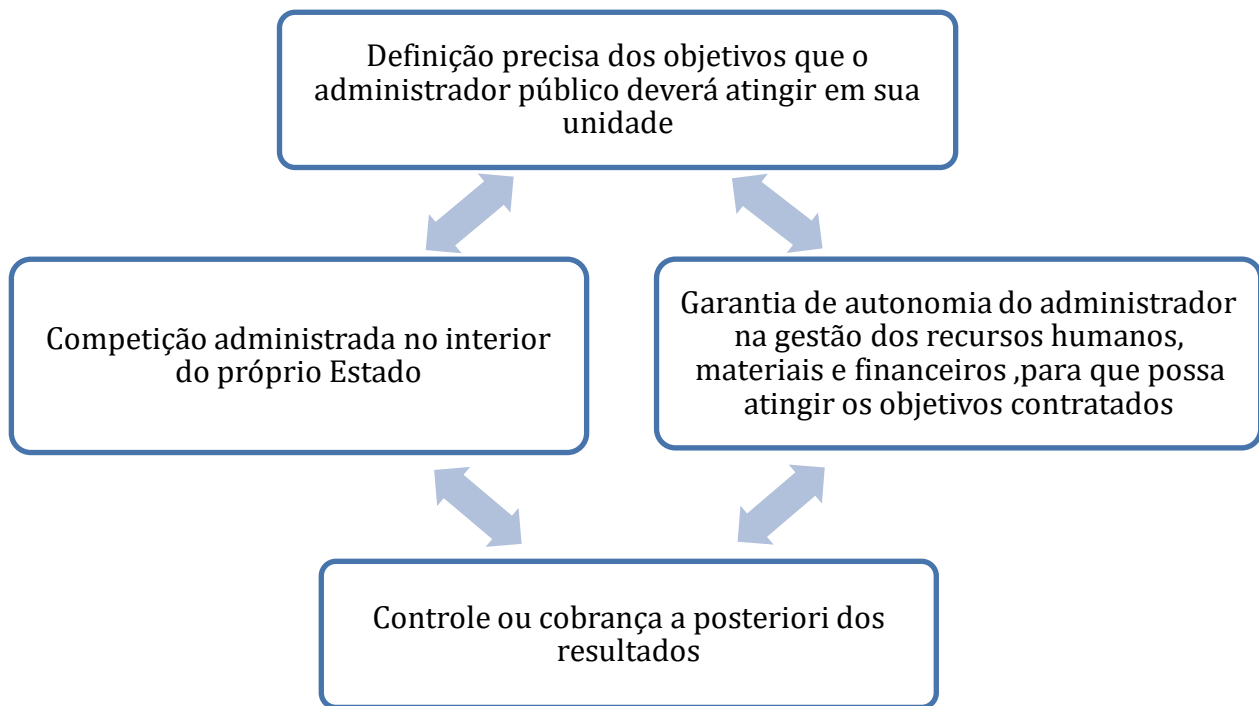 Definição precisa dos objetivos que o
administrador público deverá atingir em sua
unidade
Competição administrada no interior
do próprio Estado
Garantia de autonomia do administrador
na gestão dos recursos humanos,
materiais e financeiros ,para que possa
atingir os objetivos contratados
Controle ou cobrança a posteriori dos
resultados